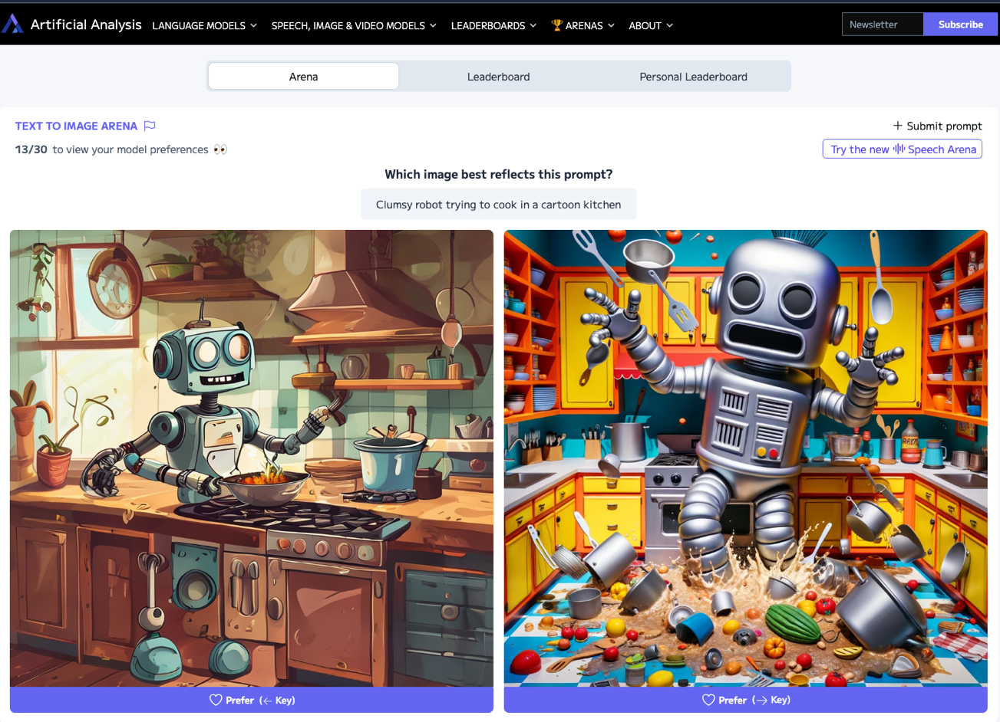 Artificial Analysis LANGUAGE MODELS SPEECH, IMAGE & VIDEO MODELS LEADERBOARDS ARENAS ABOUT Newsletter Subscribe
Arena Leaderboard Personal Leaderboard
TEXT TO IMAGE ARENA + Submit prompt
13/30 to view your model preferences 👀 Try the new Speech Arena
Which image best reflects this prompt?
Clumsy robot trying to cook in a cartoon kitchen
Prefer (← Key) Prefer (→ Key)